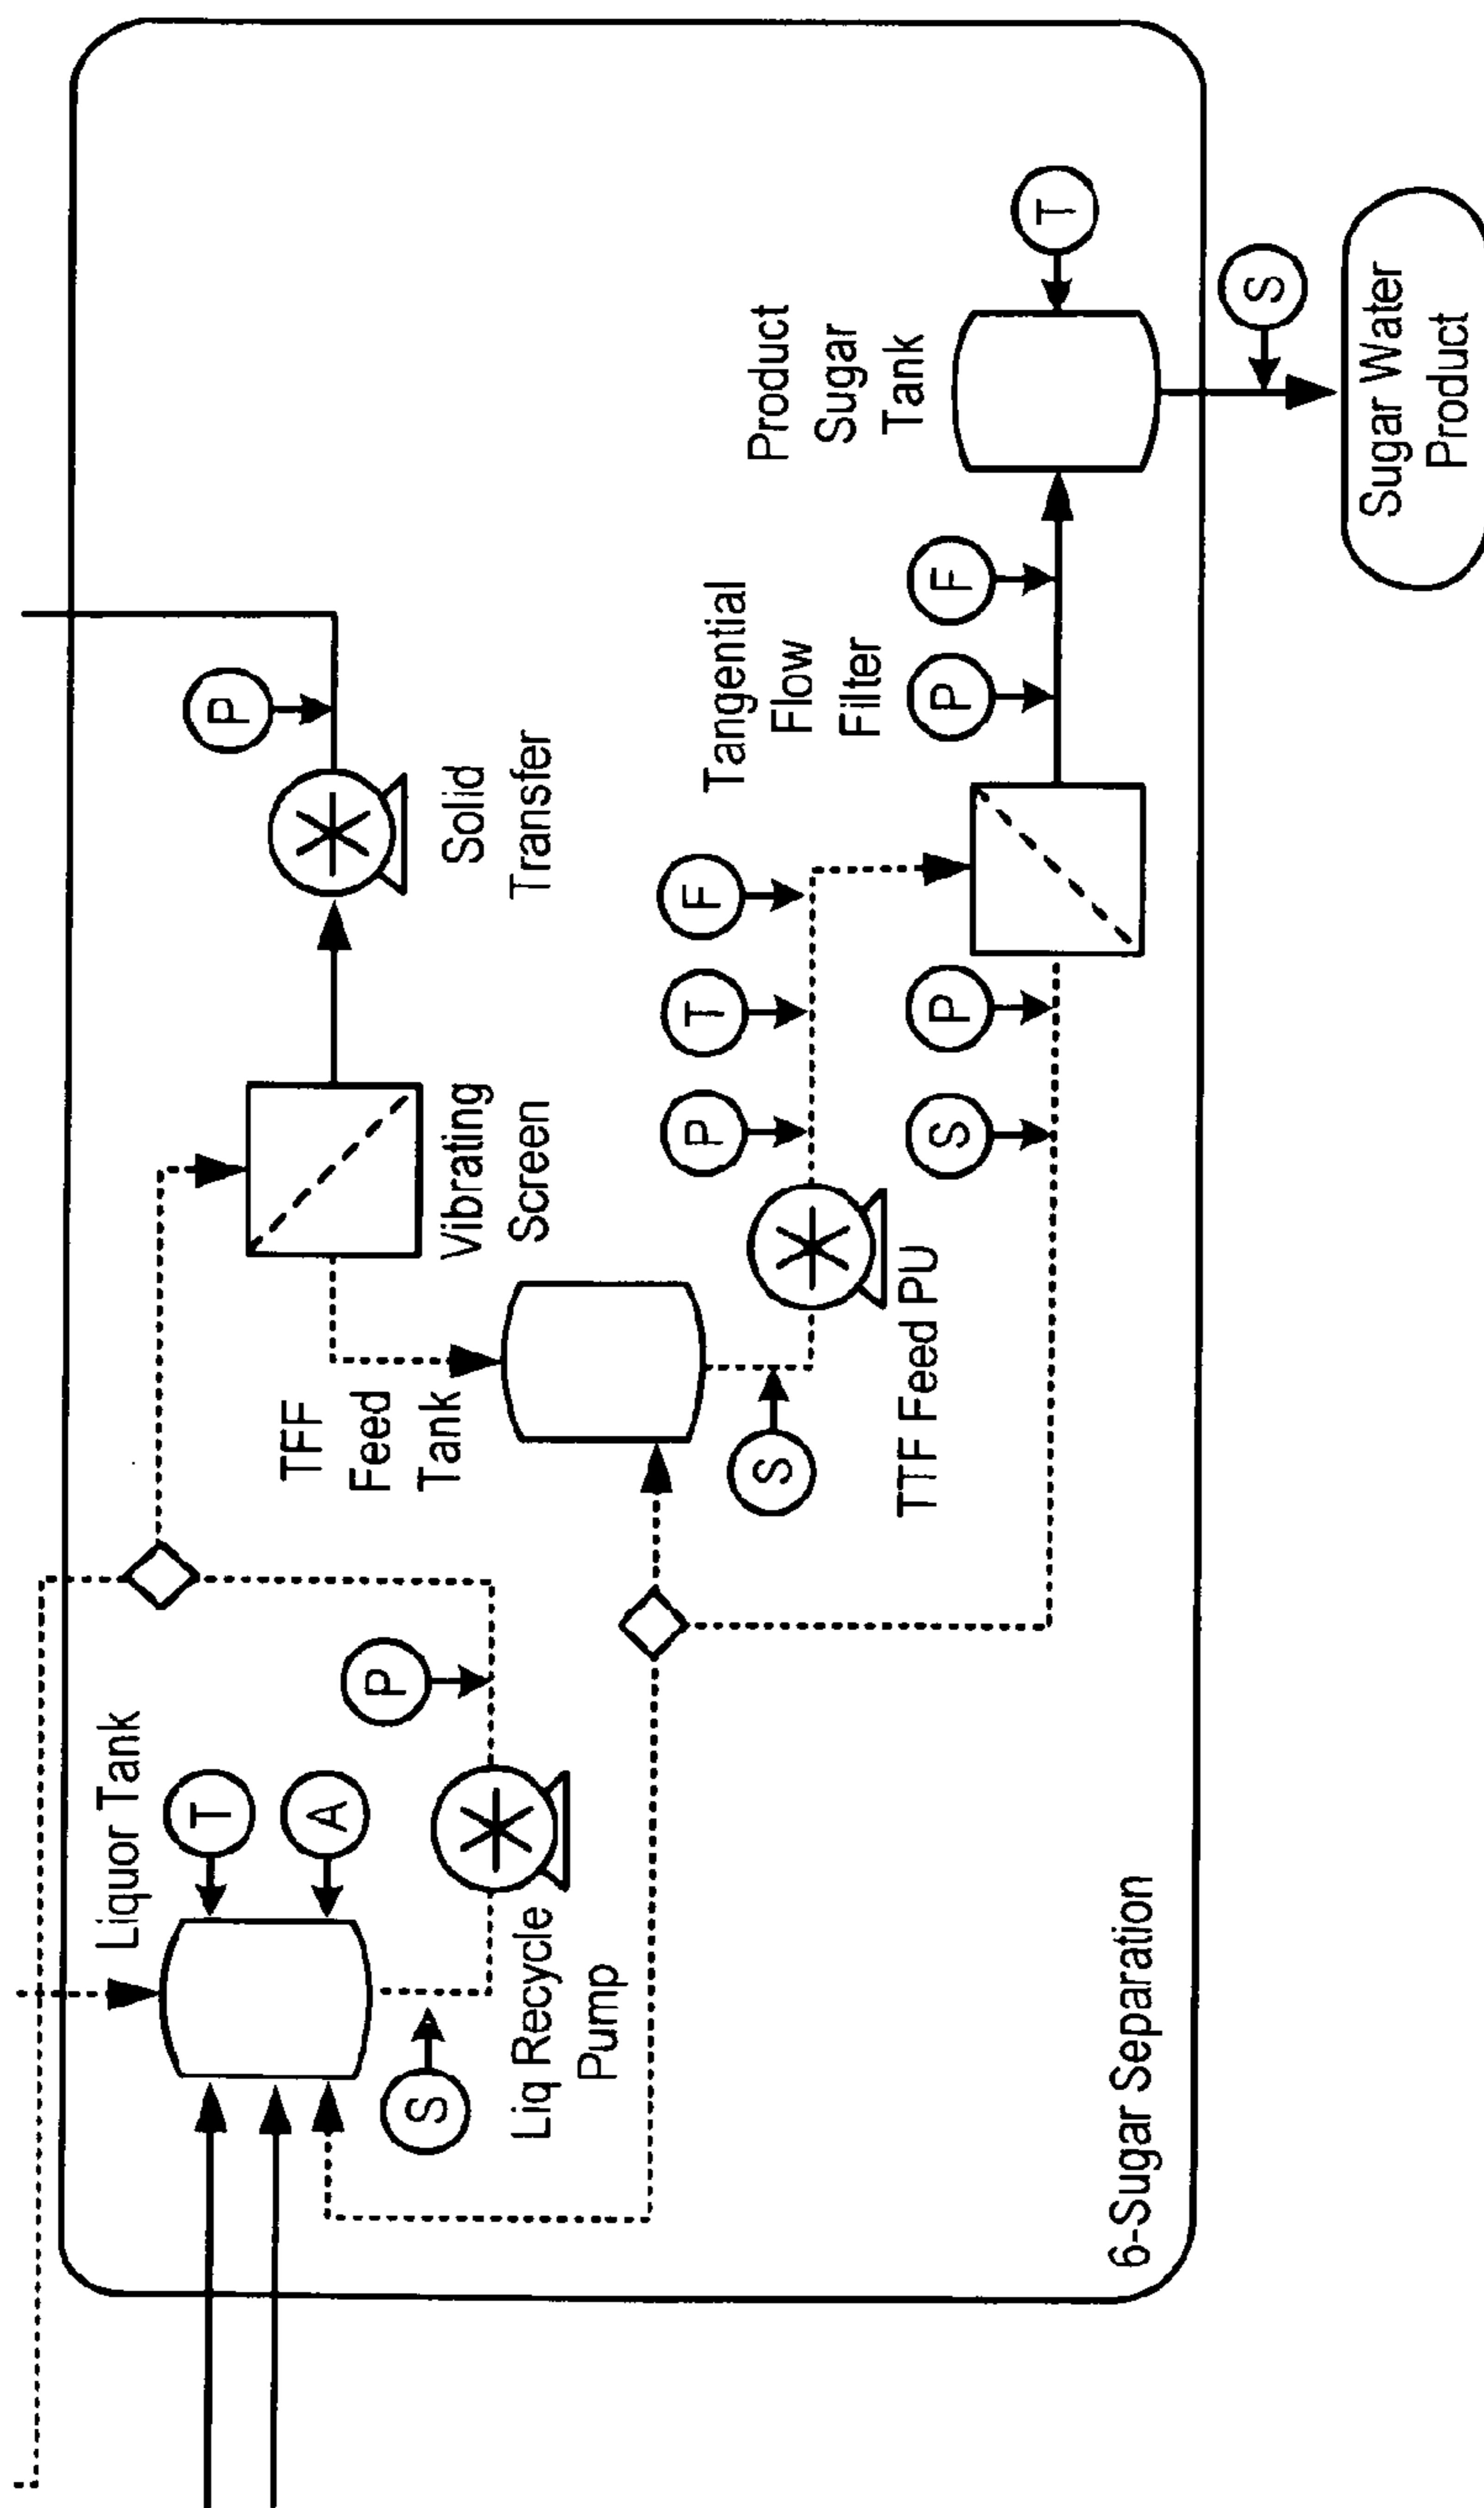 Liquor Tank
T
A
S
Liq Recycle
Pump
P
TFF
Feed
Tank
Vibrating
Screen
Solid
Transfer
P
S
TTF Feed PU
P
T
F
S
P
Tangential
Flow
Filter
P
F
Product
Sugar
Tank
T
S
6-Sugar Separation
Sugar Water
Product